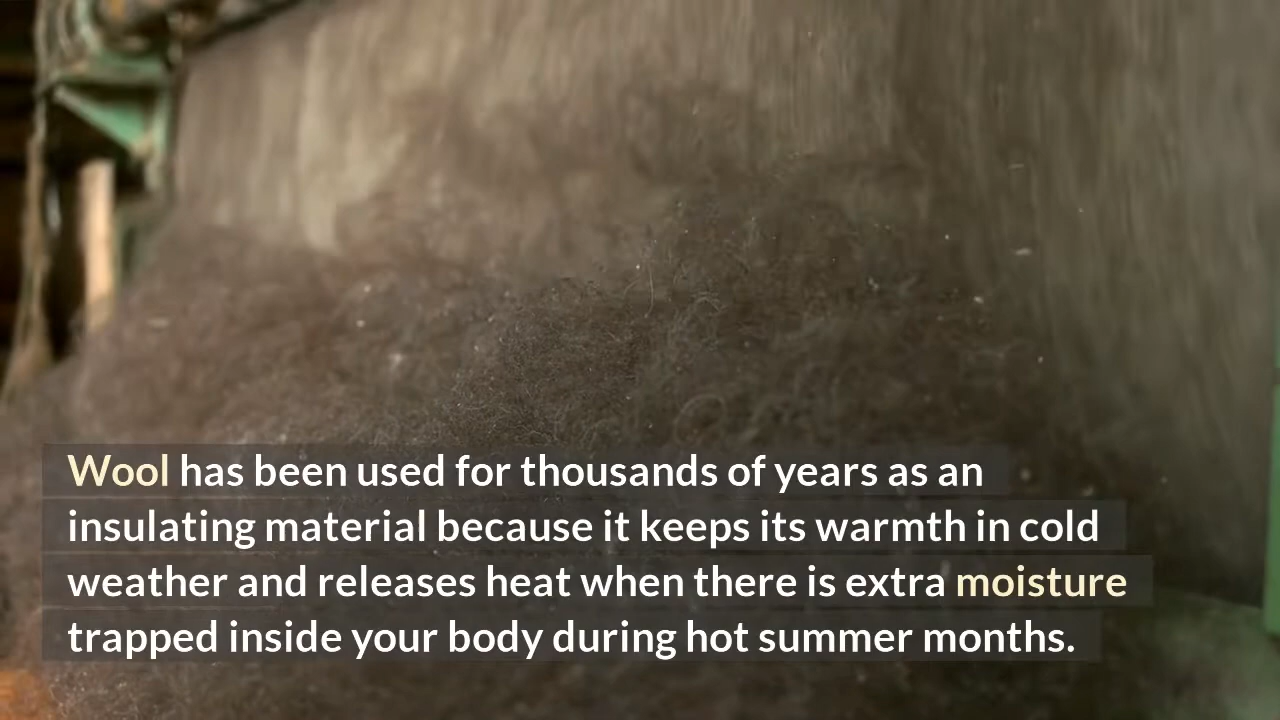 Wool has been used for thousands of years as an
insulating material because it keeps its warmth in cold
weather and releases heat when there is extra moisture
trapped inside your body during hot summer months.